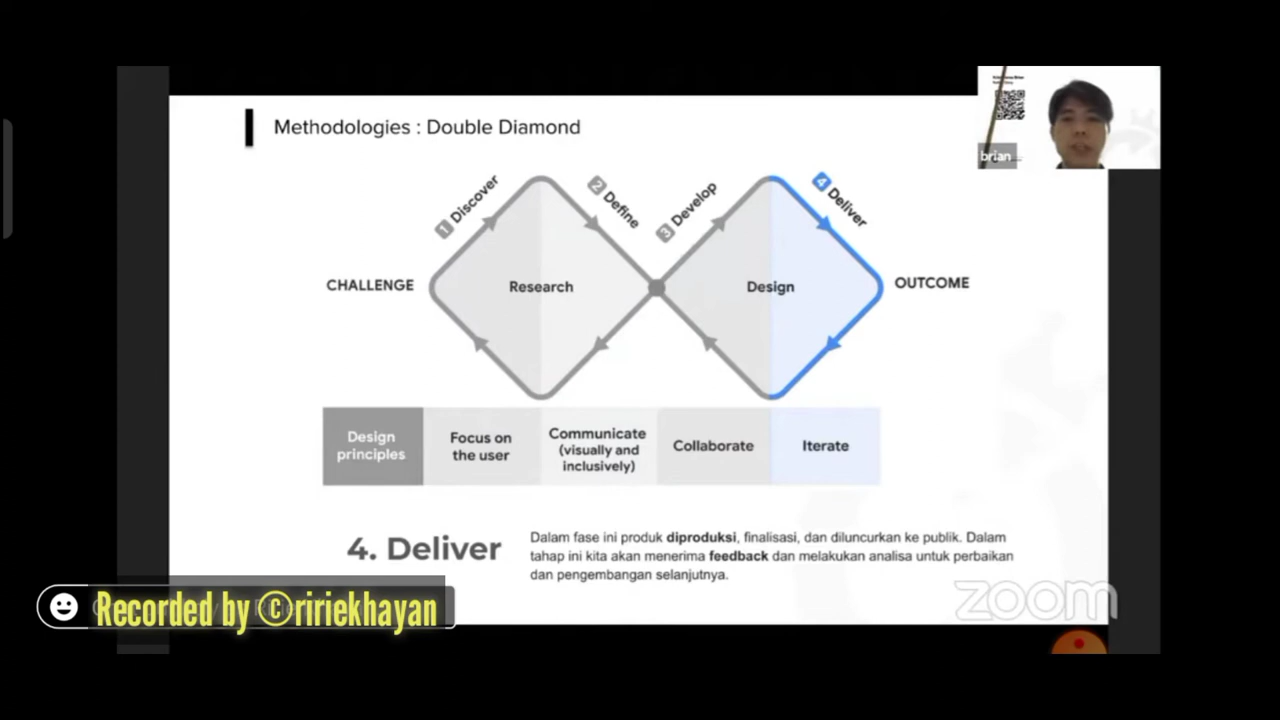 Methodologies : Double Diamond
brian
1 Discover
2 Define
3 Develop
4 Deliver
CHALLENGE
Research
Design
OUTCOME
Design
principles
Focus on
the user
Communicate
(visually and
inclusively)
Collaborate
Iterate
4. Deliver
Dalam fase ini produk diproduksi, finalisasi, dan diluncurkan ke publik. Dalam
tahap ini kita akan menerima feedback dan melakukan analisa untuk perbaikan
dan pengembangan selanjutnya.
Recorded by ©ririekhayan
zoom